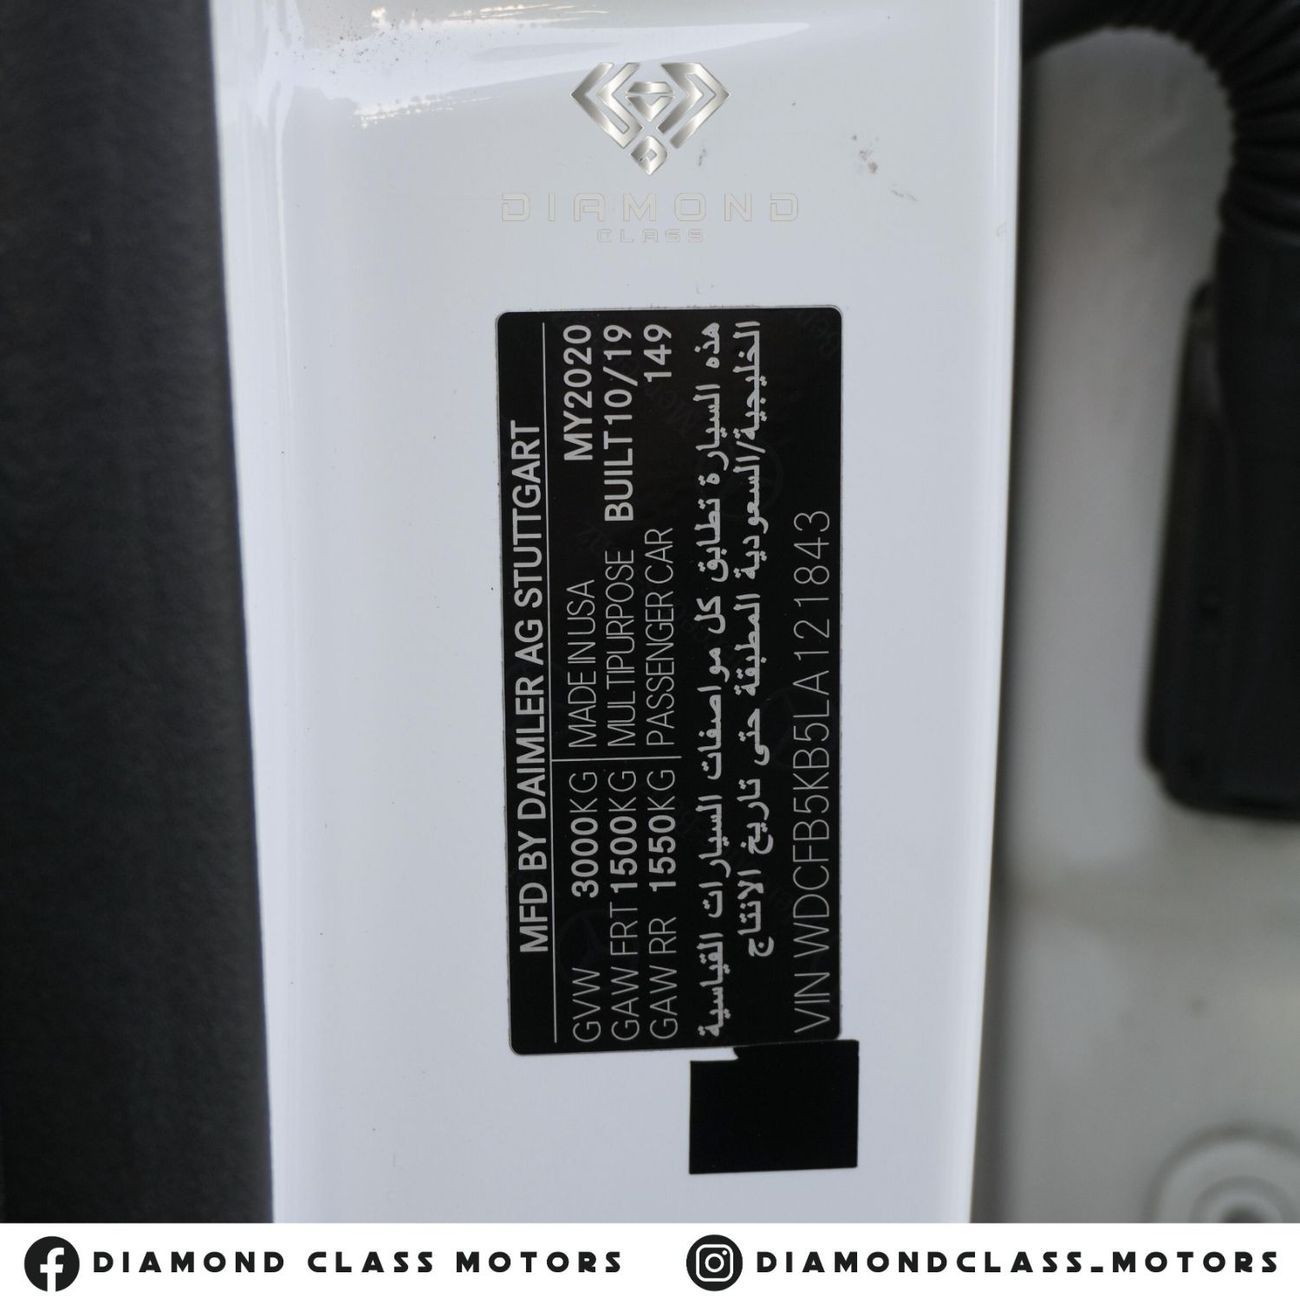 DIAMOND
CLASS
MFD BY DAIMLER AG STUTTGART
GVW 3000KG MADE IN USA MY2020
GAW FRT 1500KG MULTIPURPOSE BUILT10/19
GAW RR 1550KG PASSENGER CAR 149
هذه السيارة تطابق كل مواصفات السيارات القياسية
الخليجية/السعودية المطبقة حتى تاريخ الانتاج
VIN WDCFB5KB5LA121843
DIAMOND CLASS MOTORS
DIAMONDCLASS_MOTORS